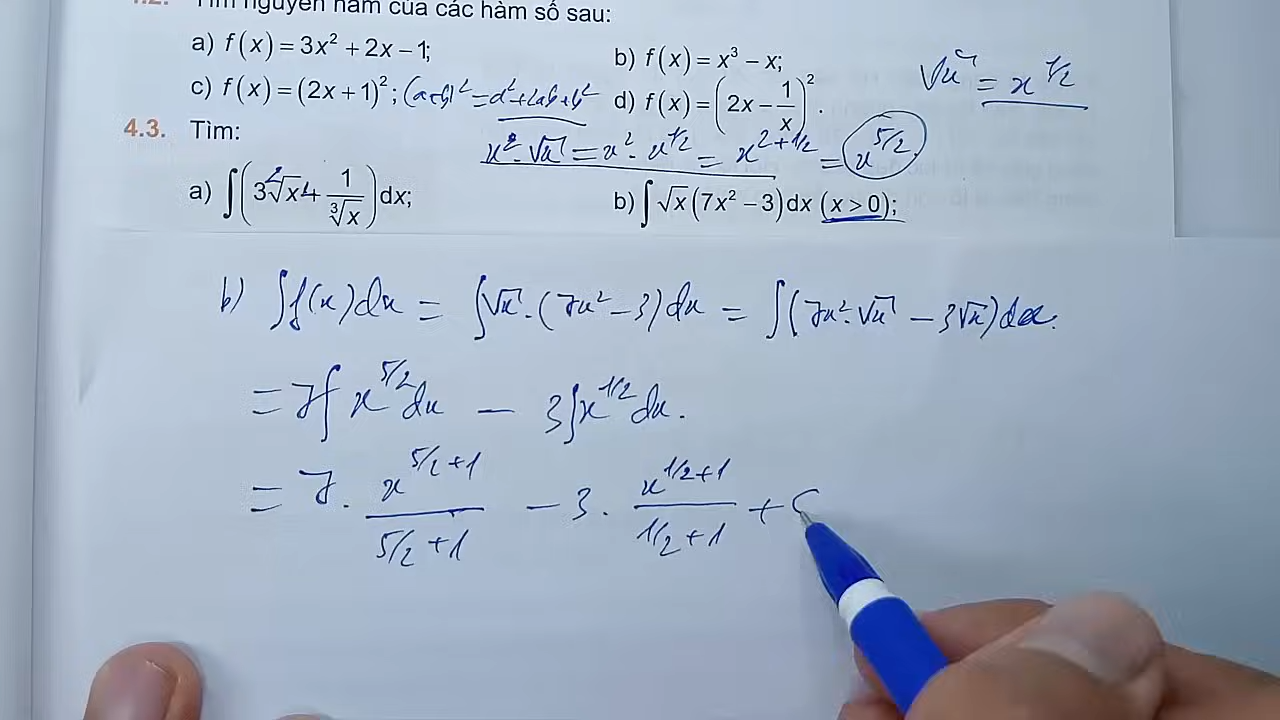 4.2. Tìm nguyên hàm của các hàm số sau:
a) f(x) = 3x² + 2x – 1;
b) f(x) = x³ – x;
√x = x^1/2
c) f(x) = (2x + 1)²; (a+b)² = a²+2ab+b²
d) f(x) = (2x – 1/x)².
4.3. Tìm:
x² · √x = x² · x^1/2 = x^2+1/2 = x^5/2
a) ∫(3√x + 1/∛x)dx;
b) ∫√x(7x² – 3)dx (x > 0);
b) ∫f(x)dx = ∫√x · (7x² – 3)dx = ∫(7x² · √x – 3√x)dx.
= 7∫x^5/2 dx – 3∫x^1/2 dx.
= 7 · x^5/2+1 / 5/2+1 – 3 · x^1/2+1 / 1/2+1 + C